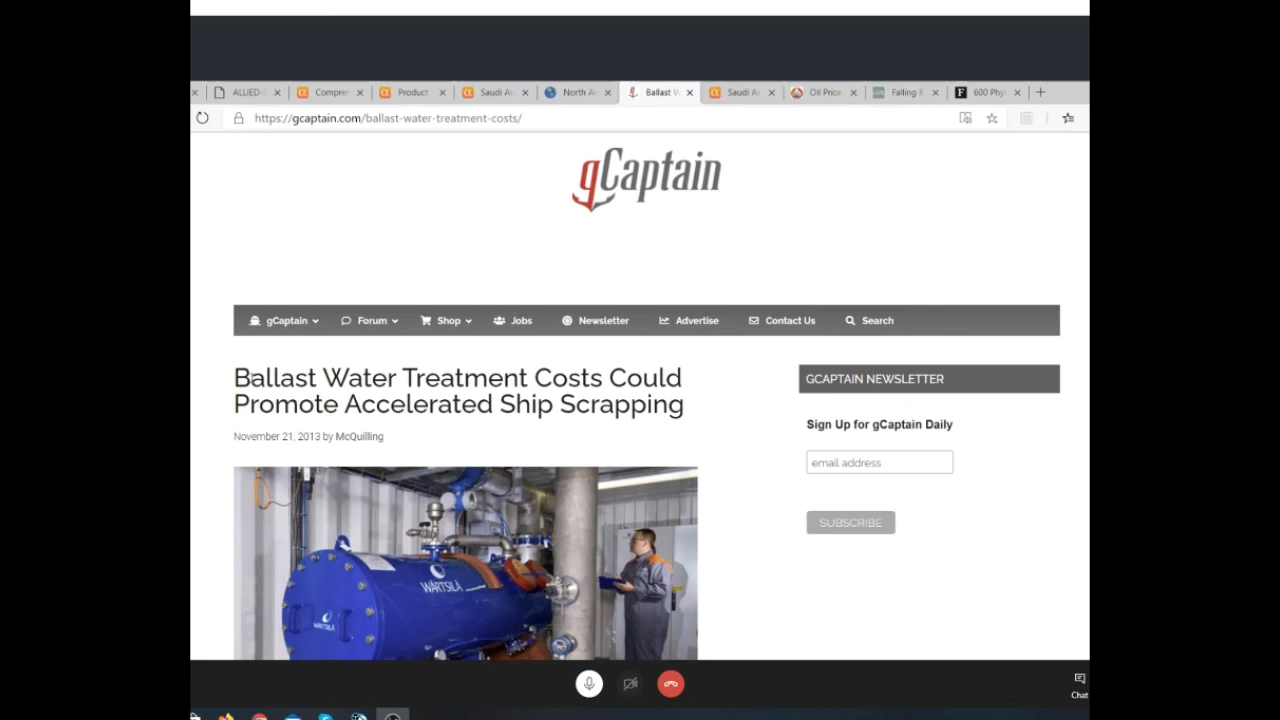 ALLIED-
Compre
Product
Saudi A
North A
Ballast W
Saudi A
Oil Price
Falling
600 Phy
https://gcaptain.com/ballast-water-treatment-costs/
gCaptain
gCaptain
Forum
Shop
Jobs
Newsletter
Advertise
Contact Us
Search
Ballast Water Treatment Costs Could
Promote Accelerated Ship Scrapping
November 21, 2013 by McQuilling
WÄRTSILÄ
WÄRTSILÄ
GCAPTAIN NEWSLETTER
Sign Up for gCaptain Daily
email address
SUBSCRIBE
Chat